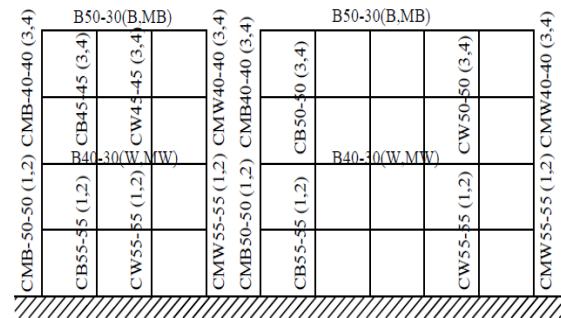 B50-30(B,MB)
B50-30(B,MB)
CMB-40-40 (3,4)
CB45-45 (3,4)
CW45-45 (3,4)
CMW40-40 (3,4)
CMB40-40 (3,4)
CB50-50 (3,4)
CW50-50 (3,4)
CMW40-40 (3,4)
B40-30(W,MW)
B40-30(W,MW)
CMB-50-50 (1,2)
CB55-55 (1,2)
CW55-55 (1,2)
CMW55-55 (1,2)
CMB50-50 (1,2)
CB55-55 (1,2)
CW55-55 (1,2)
CMW55-55 (1,2)